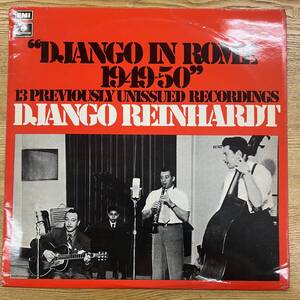 EMI
"DJANGO IN ROME
1949-50"
13 PREVIOUSLY UNISSUED RECORDINGS
DJANGO REINHARDT